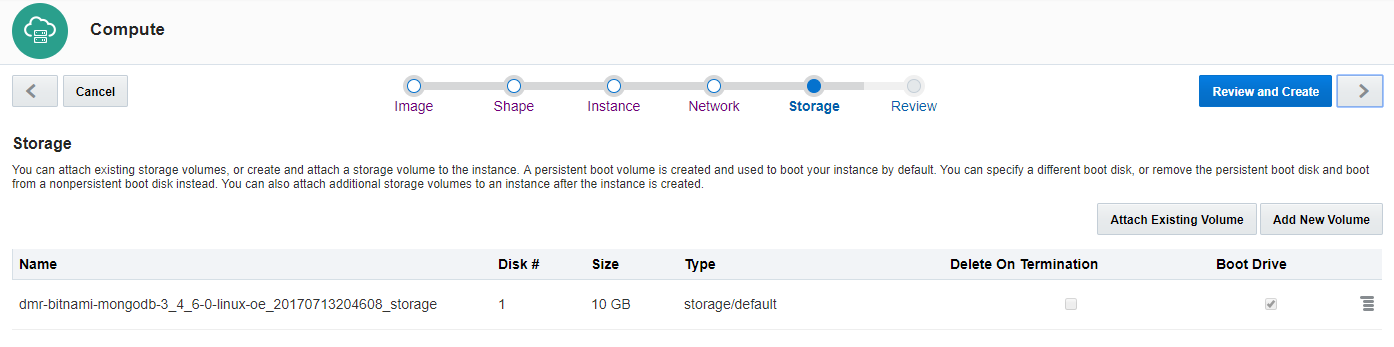 Compute
Cancel
Image Shape Instance Network Storage Review
Review and Create
Storage
You can attach existing storage volumes, or create and attach a storage volume to the instance. A persistent boot volume is created and used to boot your instance by default. You can specify a different boot disk, or remove the persistent boot disk and boot
from a nonpersistent boot disk instead. You can also attach additional storage volumes to an instance after the instance is created.
Attach Existing Volume Add New Volume
Name Disk # Size Type Delete On Termination Boot Drive
dmr-bitnami-mongodb-3_4_6-0-linux-oe_20170713204608_storage 1 10 GB storage/default